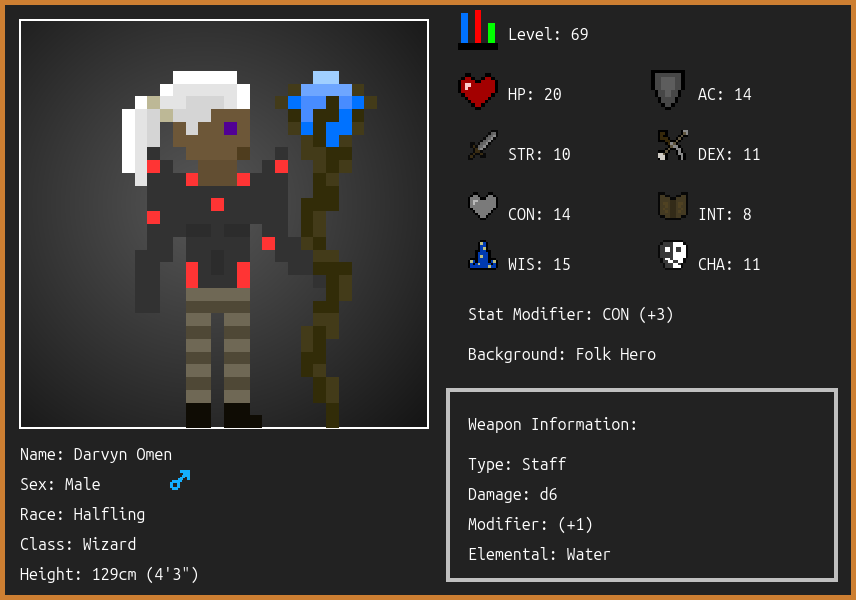 Level: 69
HP: 20
AC: 14
STR: 10
DEX: 11
CON: 14
INT: 8
WIS: 15
CHA: 11
Stat Modifier: CON (+3)
Background: Folk Hero
Weapon Information:
Type: Staff
Damage: d6
Modifier: (+1)
Elemental: Water
Name: Darvyn Omen
Sex: Male
Race: Halfling
Class: Wizard
Height: 129cm (4'3")